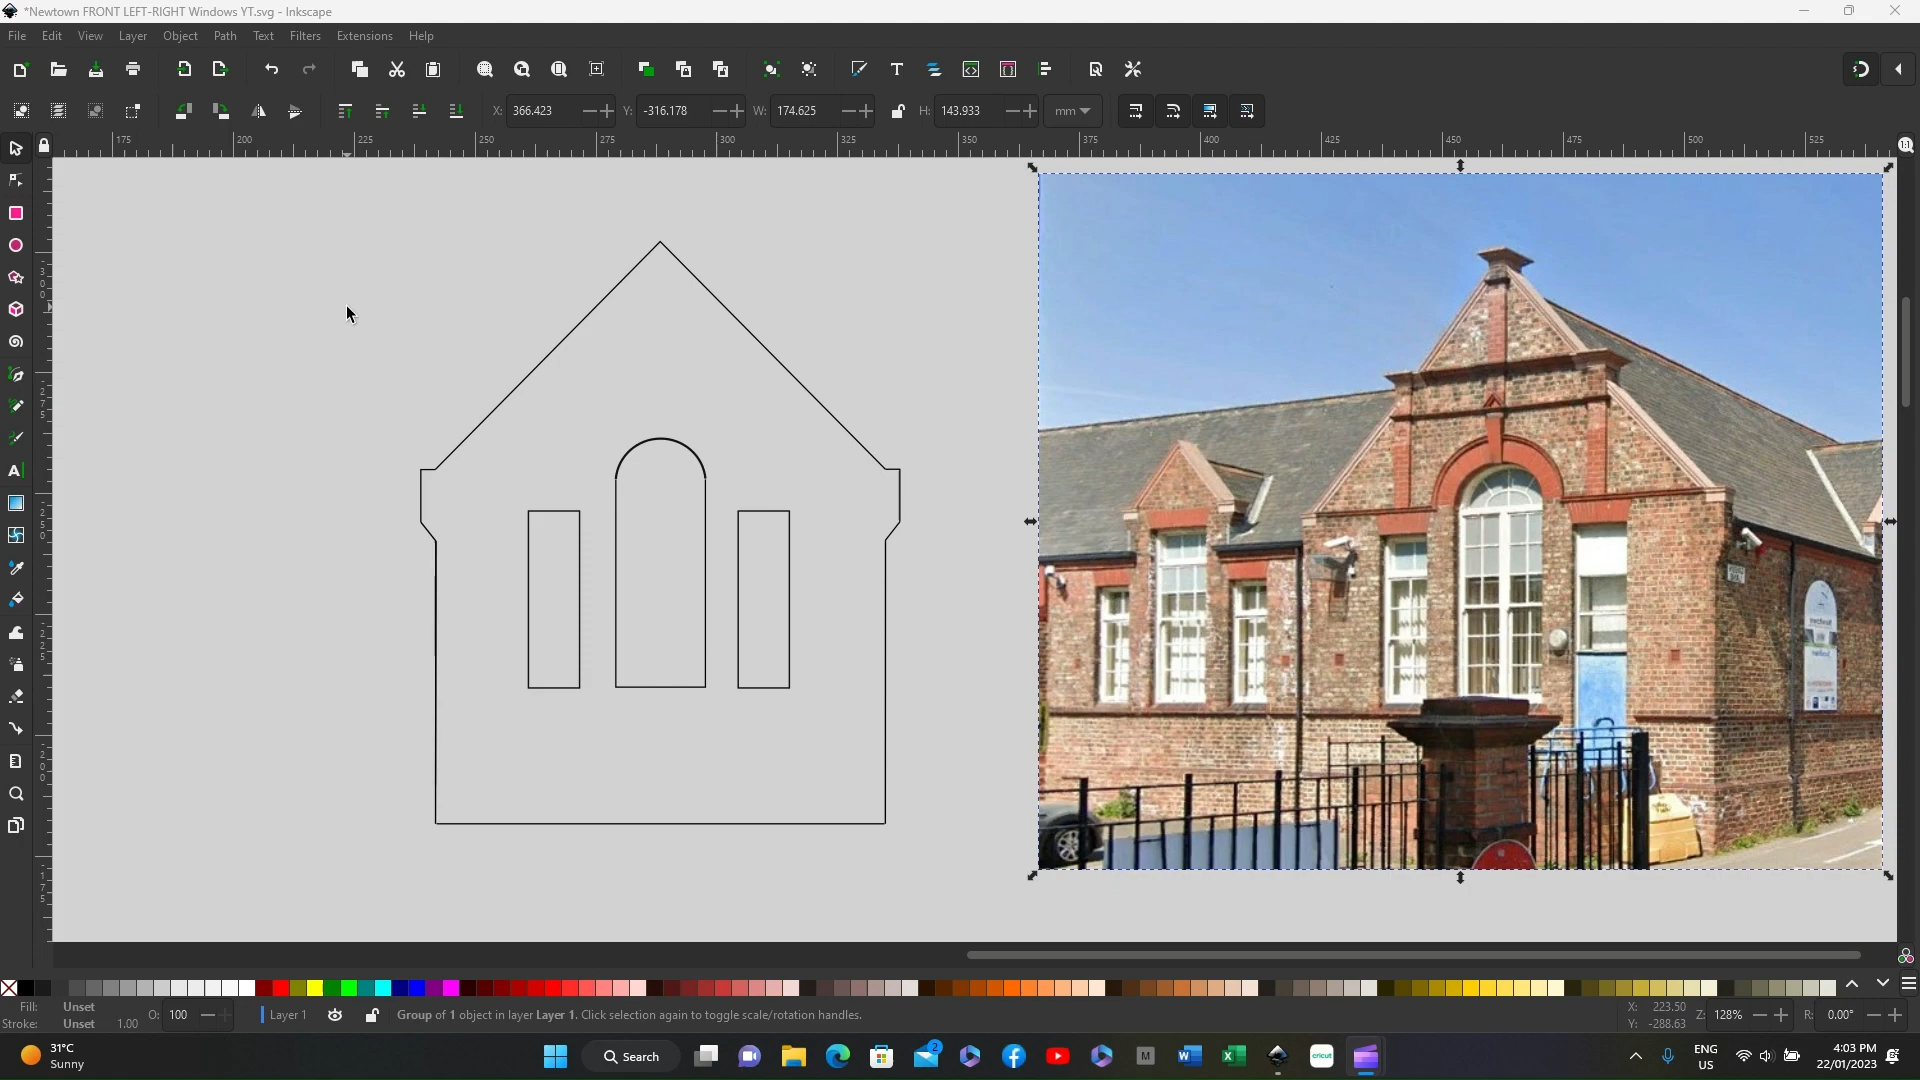 *Newtown FRONT LEFT-RIGHT Windows YT.svg - Inkscape
File Edit View Layer Object Path Text Filters Extensions Help
X: 366.423 Y: -316.178 W: 174.625 H: 143.933 mm
175 200 225 250 275 300 325 350 375 400 425 450 475 500 525
1:1
Fill: Unset
Stroke: Unset 1.00
O: 100
Layer 1
Group of 1 object in layer Layer 1. Click selection again to toggle scale/rotation handles.
X: 223.50
Y: -288.63
Z: 128%
R: 0.00°
31°C
Sunny
Search
2
M
cricut
ENG
US
4:03 PM
22/01/2023